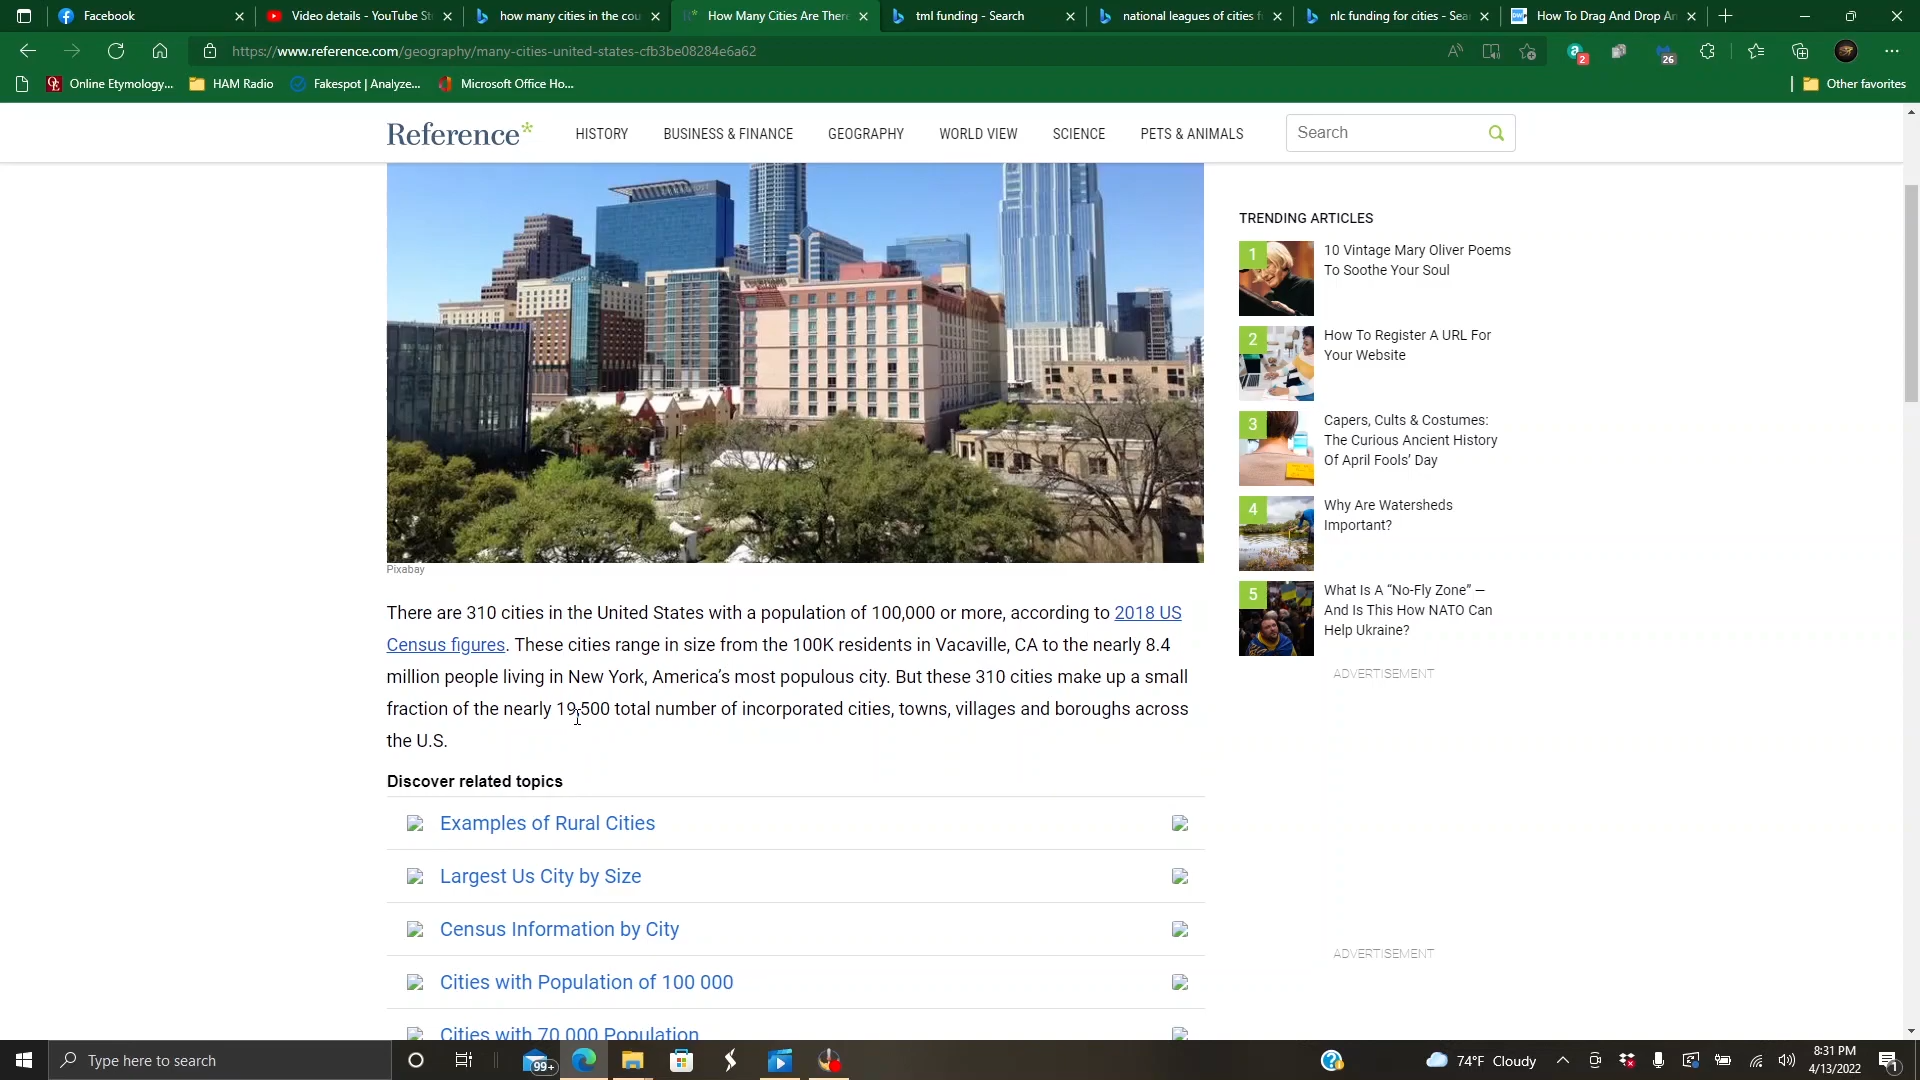 Facebook
Video details - YouTube St
how many cities in the cou
How Many Cities Are There
tml funding - Search
national leagues of cities f
nlc funding for cities - Sea
How To Drag And Drop An
https://www.reference.com/geography/many-cities-united-states-cfb3be08284e6a62
2
26
Online Etymology...
HAM Radio
Fakespot | Analyze...
Microsoft Office Ho...
Other favorites
Reference*
HISTORY
BUSINESS & FINANCE
GEOGRAPHY
WORLD VIEW
SCIENCE
PETS & ANIMALS
Search
Pixabay
There are 310 cities in the United States with a population of 100,000 or more, according to 2018 US
Census figures. These cities range in size from the 100K residents in Vacaville, CA to the nearly 8.4
million people living in New York, America's most populous city. But these 310 cities make up a small
fraction of the nearly 19,500 total number of incorporated cities, towns, villages and boroughs across
the U.S.
Discover related topics
Examples of Rural Cities
Largest Us City by Size
Census Information by City
Cities with Population of 100 000
Cities with 70 000 Population
TRENDING ARTICLES
1
10 Vintage Mary Oliver Poems
To Soothe Your Soul
2
How To Register A URL For
Your Website
3
Capers, Cults & Costumes:
The Curious Ancient History
Of April Fools' Day
4
Why Are Watersheds
Important?
5
What Is A “No-Fly Zone” —
And Is This How NATO Can
Help Ukraine?
ADVERTISEMENT
ADVERTISEMENT
Type here to search
99+
74°F Cloudy
8:31 PM
4/13/2022
1